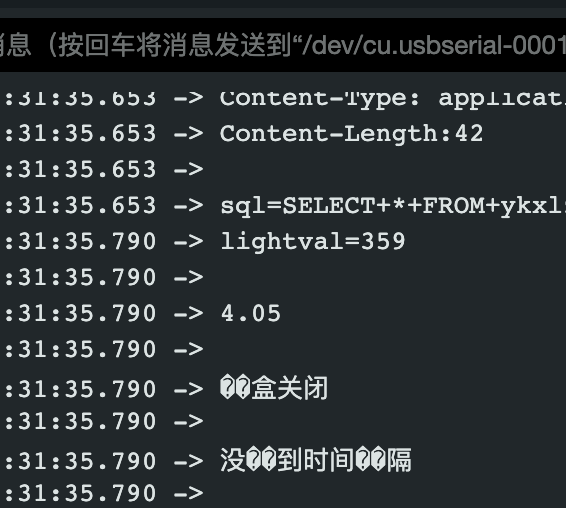 消息（按回车将消息发送到“/dev/cu.usbserial-0001
:31:35.653 -> Content-Type: applicati
:31:35.653 -> Content-Length:42
:31:35.653 ->
:31:35.653 -> sql=SELECT+*+FROM+ykxls
:31:35.790 -> lightval=359
:31:35.790 ->
:31:35.790 -> 4.05
:31:35.790 ->
:31:35.790 -> ��盒关闭
:31:35.790 ->
:31:35.790 -> 没��到时间��隔
:31:35.790 ->